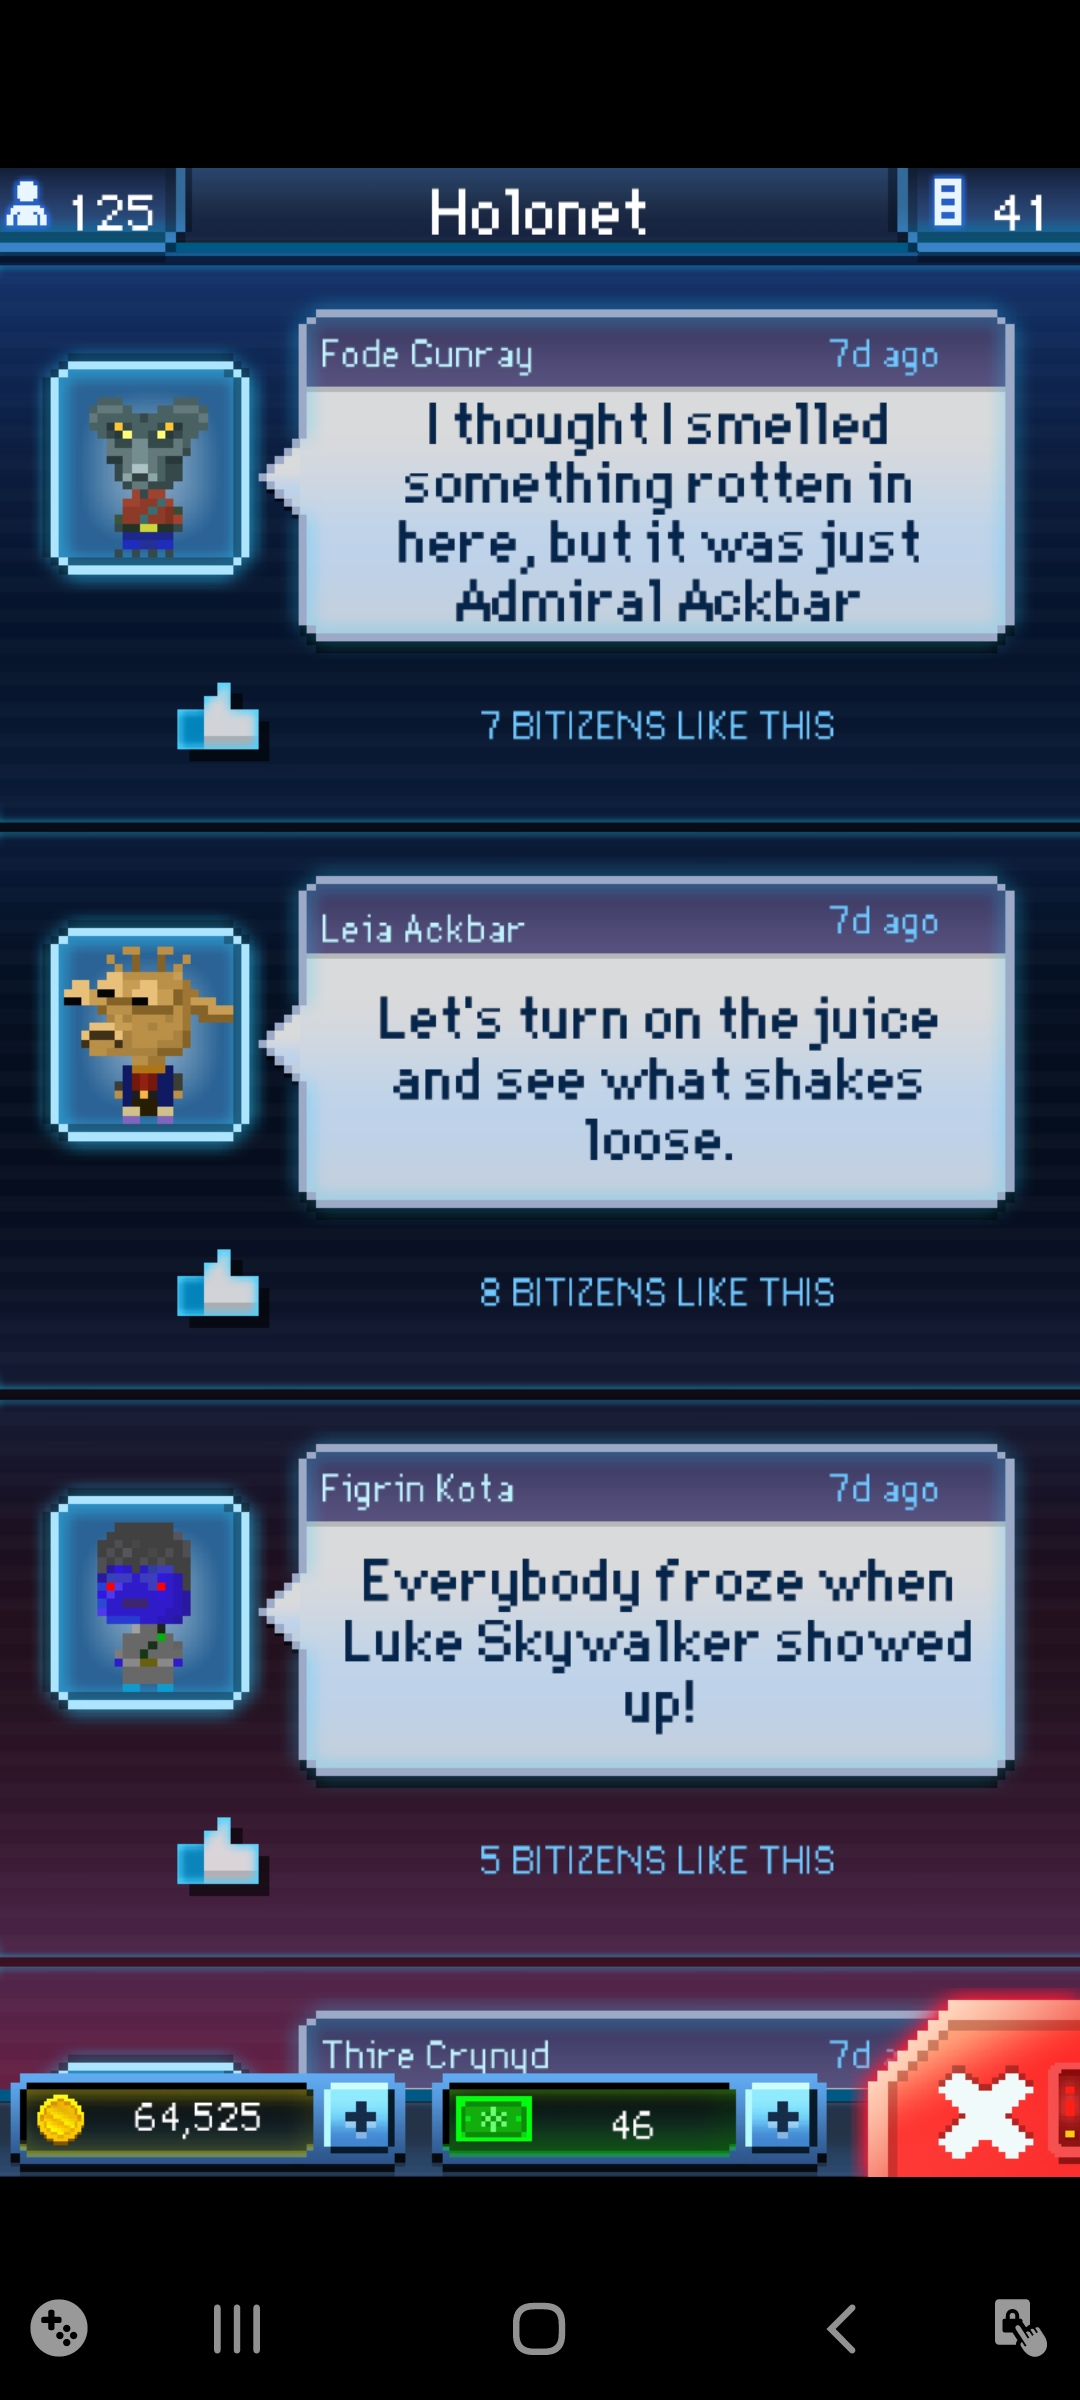 125
Holonet
41
Fode Gunray
7d ago
I thought I smelled
something rotten in
here, but it was just
Admiral Ackbar
7 BITIZENS LIKE THIS
Leia Ackbar
7d ago
Let's turn on the juice
and see what shakes
loose.
8 BITIZENS LIKE THIS
Figrin Kota
7d ago
Everybody froze when
Luke Skywalker showed
up!
5 BITIZENS LIKE THIS
Thire Crynyd
7d
64,525
46